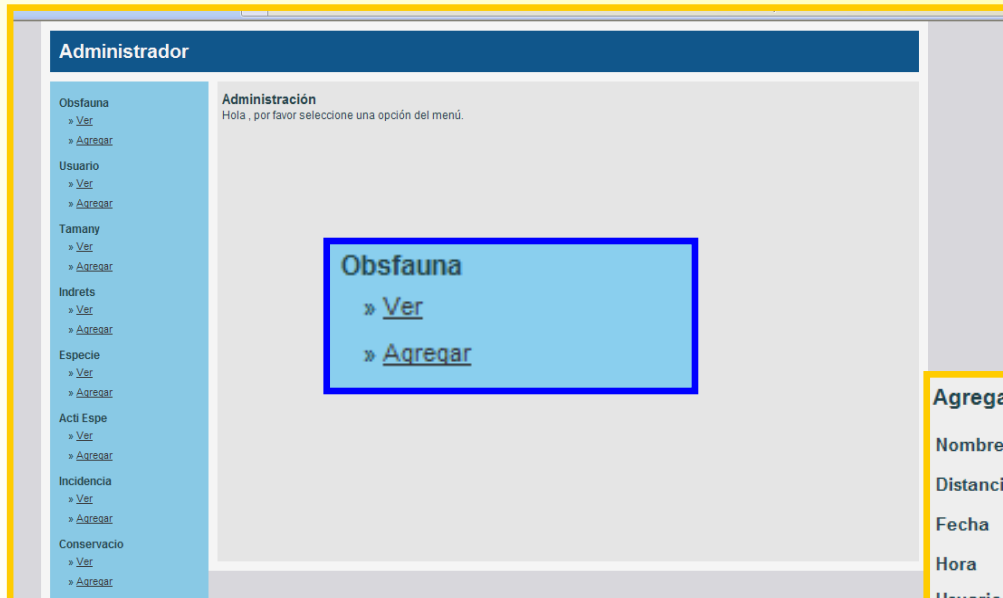 Administrador
Obsfauna
» Ver
» Agregar
Usuario
» Ver
» Agregar
Tamany
» Ver
» Agregar
Indrets
» Ver
» Agregar
Especie
» Ver
» Agregar
Acti Espe
» Ver
» Agregar
Incidencia
» Ver
» Agregar
Conservacio
» Ver
» Agregar
Administración
Hola , por favor seleccione una opción del menú.
Obsfauna
» Ver
» Agregar
Agrega
Nombre
Distanci
Fecha
Hora